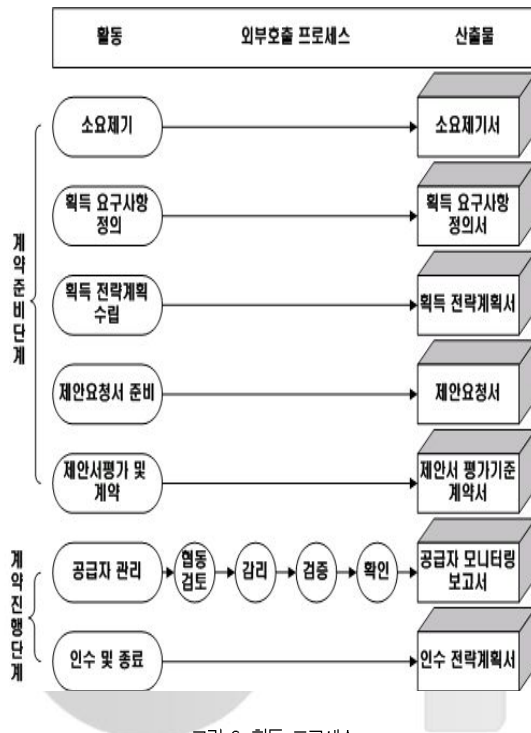 활동 외부호출 프로세스 산출물
계약준비단계
소요제기
소요제기서
획득 요구사항
정의
획득 요구사항
정의서
획득 전략계획
수립
획득 전략계획서
제안요청서 준비
제안요청서
제안서평가 및
계약
제안서 평가기준
계약서
계약진행단계
공급자 관리
협동
검토
감리
검증
확인
공급자 모니터링
보고서
인수 및 종료
인수 전략계획서